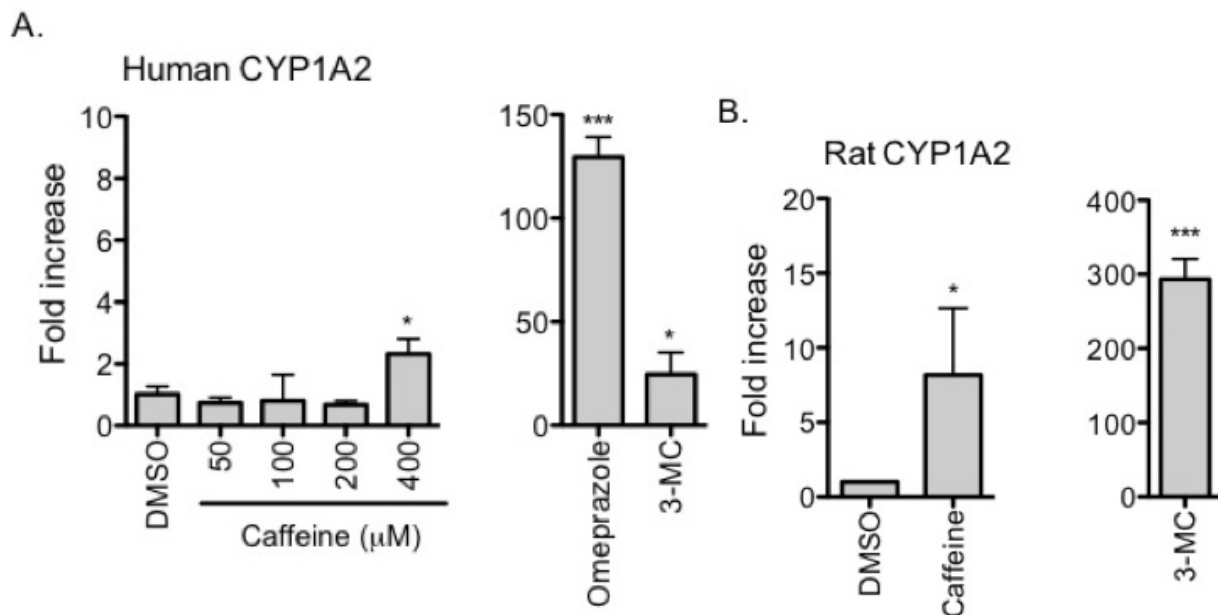 A.
Human CYP1A2
Fold increase
10
8
6
4
2
0
*
DMSO
50
100
200
400
Caffeine (μM)
150
100
50
0
***
*
Omeprazole
3-MC
B.
Rat CYP1A2
Fold increase
20
15
10
5
0
*
DMSO
Caffeine
400
300
200
100
0
***
3-MC